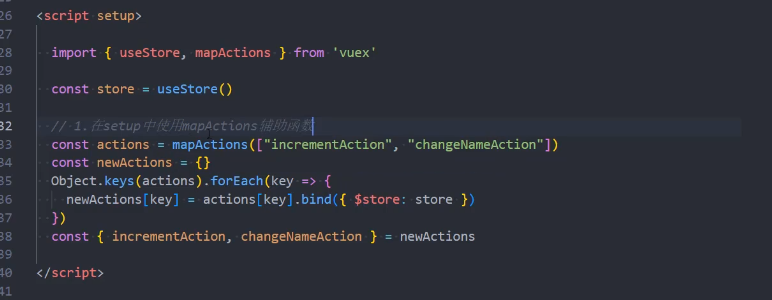 26 <script setup>
27
28 import { useStore, mapActions } from 'vuex'
29
30 const store = useStore()
31
32 // 1.在setup中使用mapActions辅助函数
33 const actions = mapActions(["incrementAction", "changeNameAction"])
34 const newActions = {}
35 Object.keys(actions).forEach(key => {
36 newActions[key] = actions[key].bind({ $store: store })
37 })
38 const { incrementAction, changeNameAction } = newActions
39
40 </script>
41